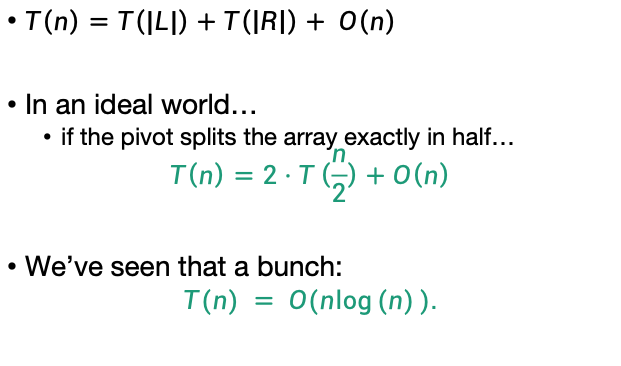 • T(n) = T(|L|) + T(|R|) + O(n)
• In an ideal world…
• if the pivot splits the array exactly in half…
T(n) = 2 · T (n/2) + O(n)
• We’ve seen that a bunch:
T(n) = O(nlog (n) ).